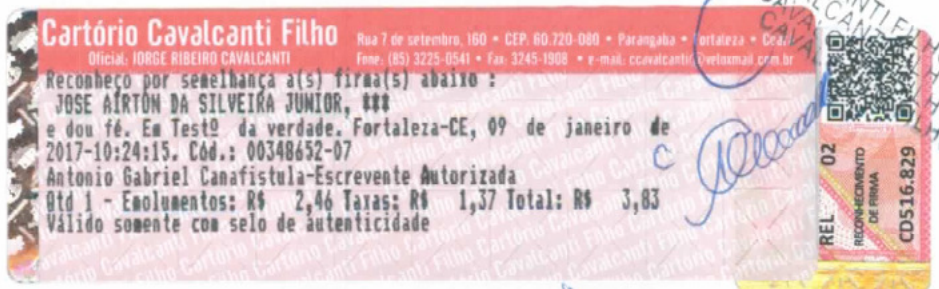 Cartório Cavalcanti Filho
Oficial: JORGE RIBEIRO CAVALCANTI
Rua 7 de setembro, 160 • CEP: 60.720-080 • Parangaba • Fortaleza • Ceará
Fone: (85) 3225-0541 • Fax: 3245-1908 • e-mail: ccavalcanti@veloxmail.com.br
Reconheço por semelhança a(s) firma(s) abaixo :
JOSE AIRTON DA SILVEIRA JUNIOR, ***
e dou fé. Em Testº da verdade. Fortaleza-CE, 09 de janeiro de
2017-10:24:15. Cód.: 00348652-07
Antonio Gabriel Canafistula-Escrevente Autorizada
Qtd 1 - Emolumentos: R$ 2,46 Taxas: R$ 1,37 Total: R$ 3,83
Válido somente com selo de autenticidade
REL 02
RECONHECIMENTO
DE FIRMA
CD516.829